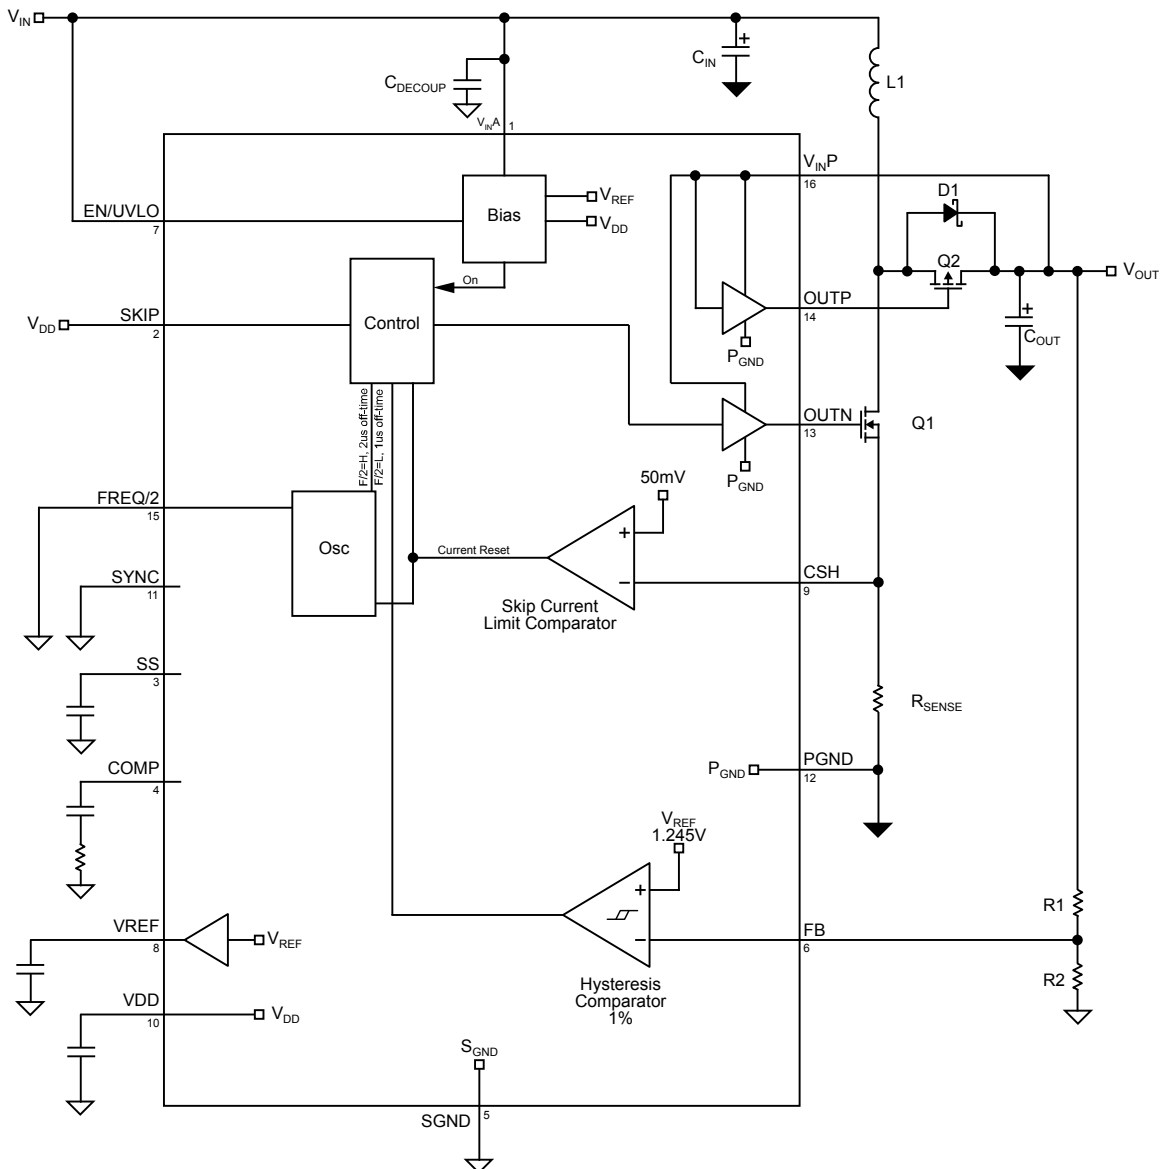 VIN
CDECOUP
CIN
+
L1
VINA
1
VINP
16
EN/UVLO
7
Bias
VREF
VDD
On
D1
Q2
VOUT
VDD
SKIP
2
Control
OUTP
14
PGND
+
COUT
F/2=H, 2us off-time
F/2=L, 1us off-time
OUTN
13
Q1
PGND
50mV
FREQ/2
15
Osc
Current Reset
+
–
CSH
9
SYNC
11
Skip Current
Limit Comparator
SS
3
RSENSE
COMP
4
PGND
PGND
12
VREF
1.245V
+
–
R1
VREF
8
VREF
FB
6
R2
Hysteresis
Comparator
1%
VDD
10
VDD
SGND
SGND
5